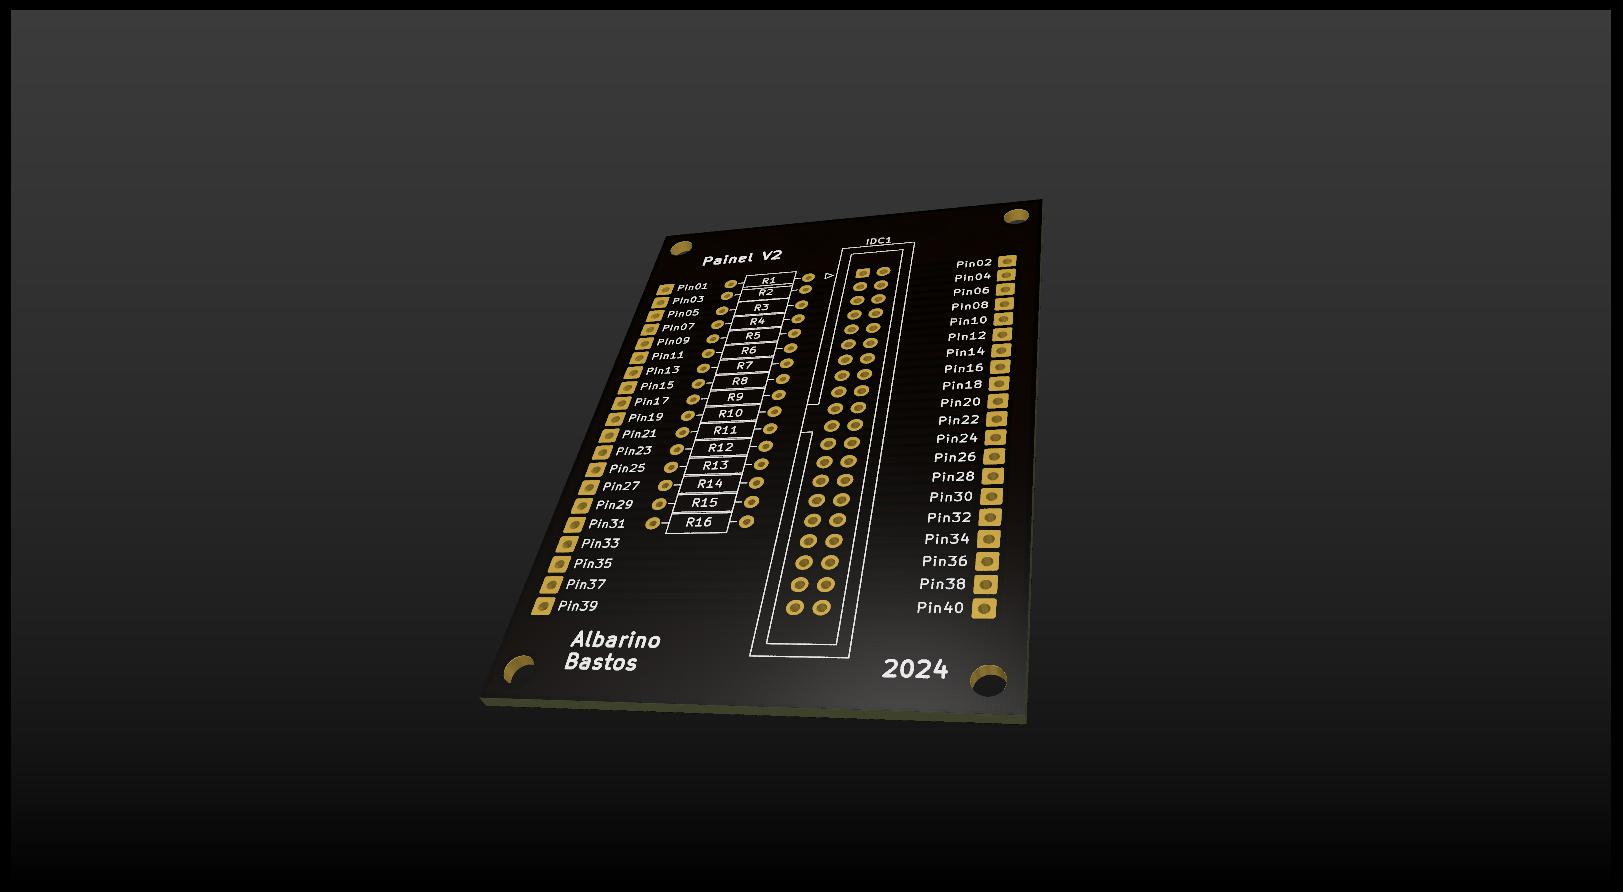 IDC1
Painel V2
Pin01 R1 Pin02
Pin03 R2 Pin04
Pin05 R3 Pin06
Pin07 R4 Pin08
Pin09 R5 Pin10
Pin11 R6 Pin12
Pin13 R7 Pin14
Pin15 R8 Pin16
Pin17 R9 Pin18
Pin19 R10 Pin20
Pin21 R11 Pin22
Pin23 R12 Pin24
Pin25 R13 Pin26
Pin27 R14 Pin28
Pin29 R15 Pin30
Pin31 R16 Pin32
Pin33 Pin34
Pin35 Pin36
Pin37 Pin38
Pin39 Pin40
Albarino
Bastos
2024